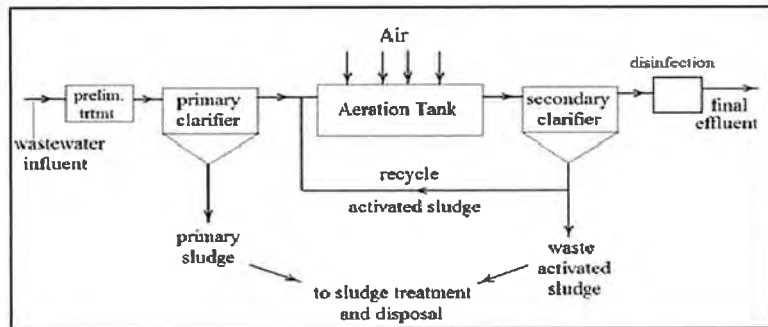 Air
disinfection
prelim.
trtmt
primary
clarifier
Aeration Tank
secondary
clarifier
final
effluent
wastewater
influent
recycle
activated sludge
primary
sludge
waste
activated
sludge
to sludge treatment
and disposal